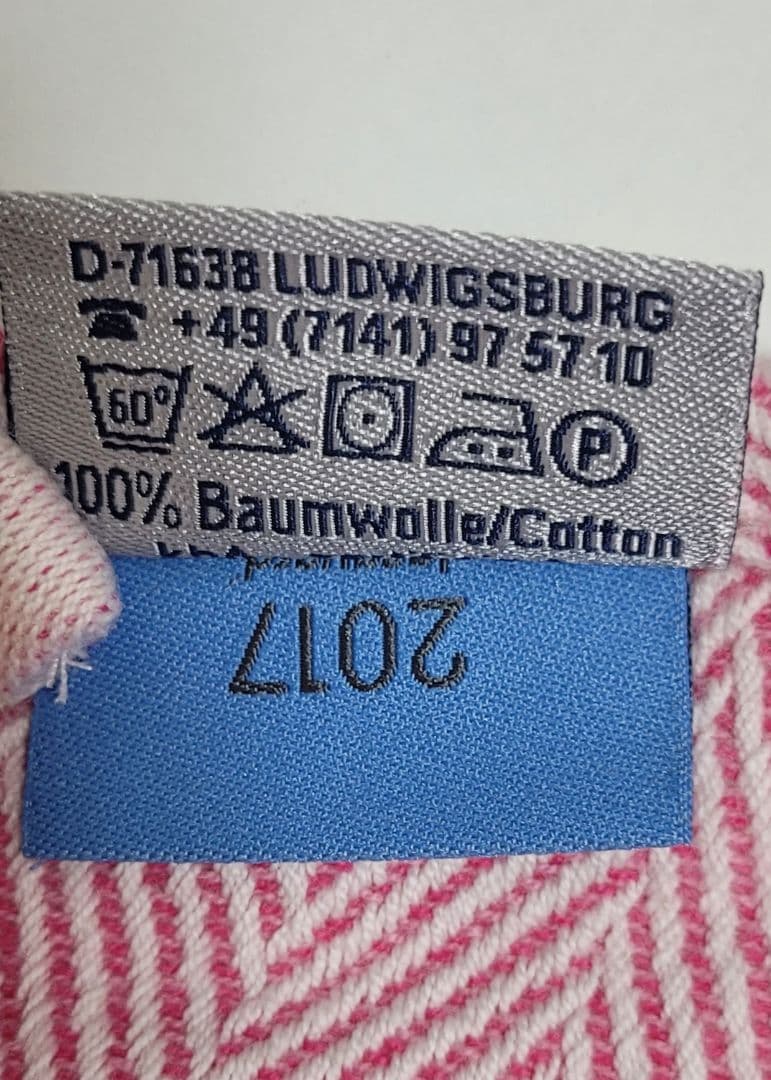 D-71638 LUDWIGSBURG
☎ +49 (7141) 97 57 10
60° P
100% Baumwolle/Cotton
2017